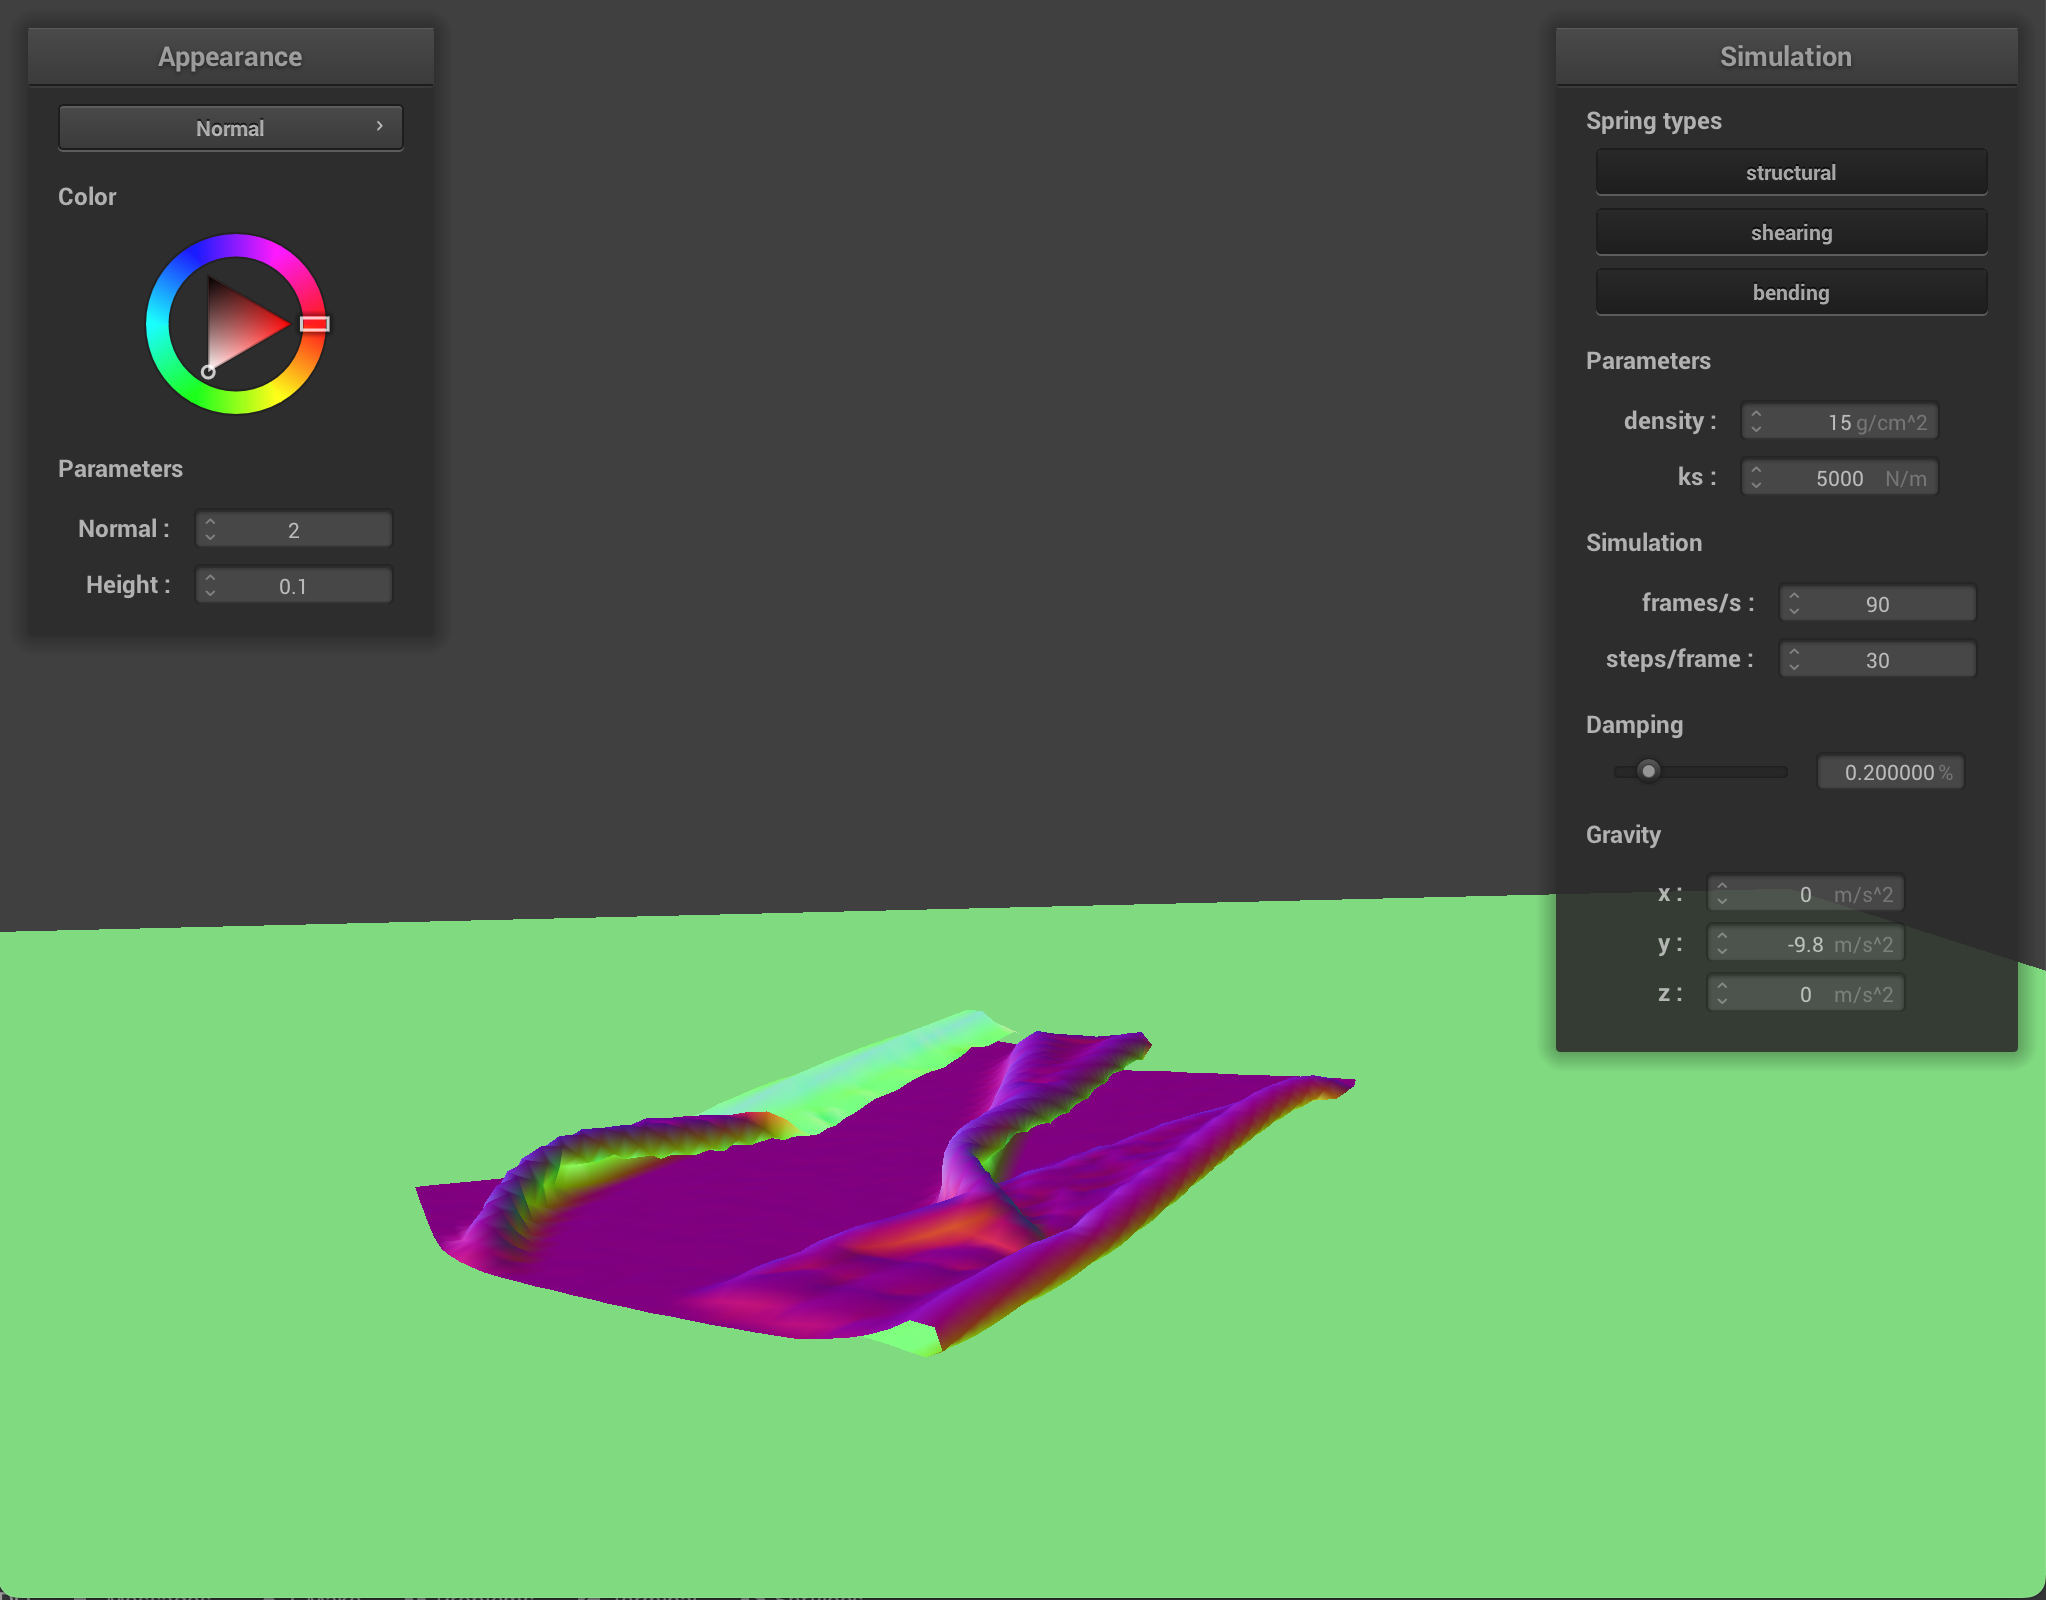 Appearance
Normal
Color
Parameters
Normal : 2
Height : 0.1
Simulation
Spring types
structural
shearing
bending
Parameters
density : 15 g/cm^2
ks : 5000 N/m
Simulation
frames/s : 90
steps/frame : 30
Damping
0.200000 %
Gravity
x : 0 m/s^2
y : -9.8 m/s^2
z : 0 m/s^2